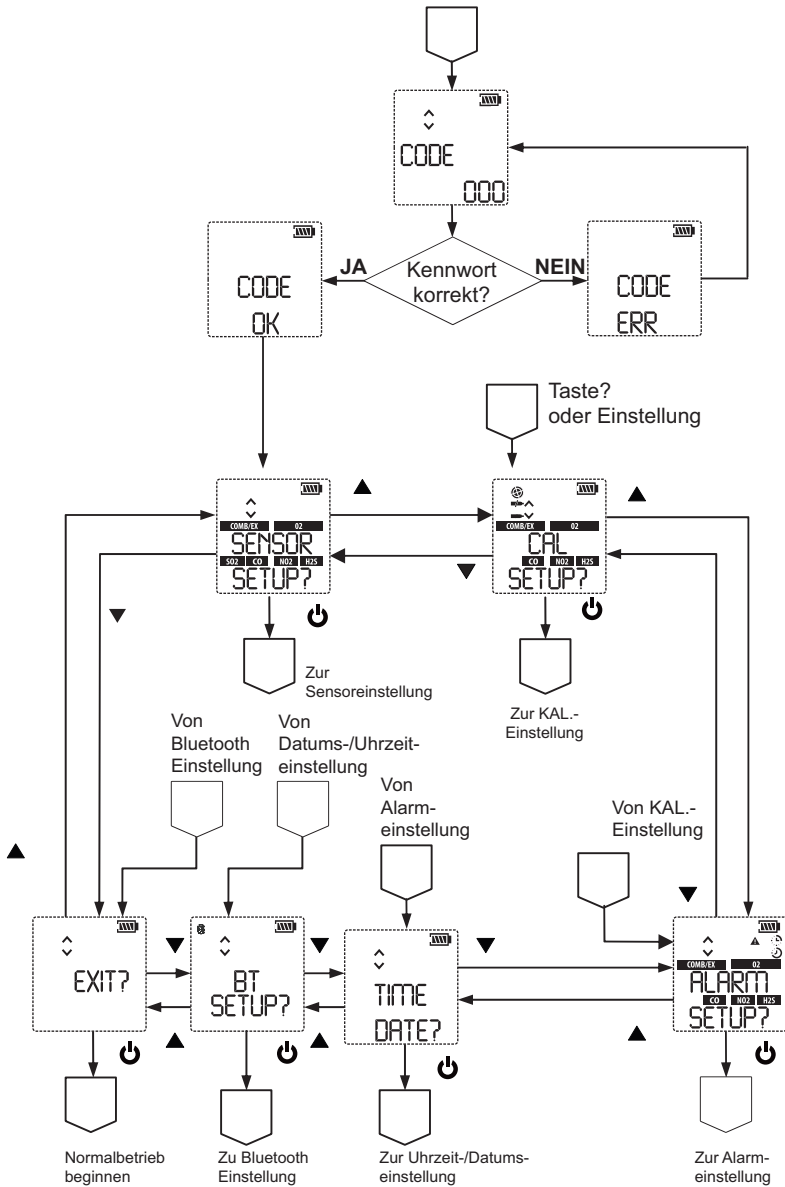 CODE
000
JA
Kennwort
korrekt?
NEIN
CODE
OK
CODE
ERR
Taste?
oder Einstellung
COMB/EX O2
SENSOR
SO2 CO NO2 H2S
SETUP?
COMB/EX O2
CAL
CO NO2 H2S
SETUP?
Zur
Sensoreinstellung
Zur KAL.-
Einstellung
Von
Bluetooth
Einstellung
Von
Datums-/Uhrzeit-
einstellung
Von
Alarm-
einstellung
Von KAL.-
Einstellung
EXIT?
BT
SETUP?
TIME
DATE?
COMB/EX O2
ALARM
CO NO2 H2S
SETUP?
Normalbetrieb
beginnen
Zu Bluetooth
Einstellung
Zur Uhrzeit-/Datums-
einstellung
Zur Alarm-
einstellung